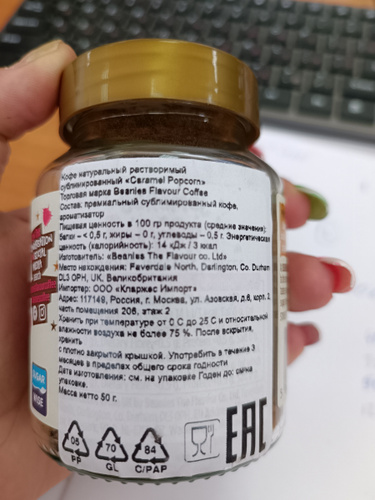 Кофе натуральный растворимый
сублимированный «Caramel Popcorn»
Торговая марка Beanies Flavour Coffee
Состав: премиальный сублимированный кофе,
ароматизатор
Пищевая ценность в 100 гр продукта (средние значения):
белки – < 0,5 г, жиры – 0 г, углеводы – 0,5 г Энергетическая
ценность (калорийность): 14 кДж / 3 ккал
Изготовитель: «Beanies The Flavour co. Ltd»
Место нахождения: Faverdale North, Darlington, Co. Durham
DL3 0PH, UK, Великобритания
Импортер: ООО «Кларжас Импорт»
Адрес: 117149, Россия, г. Москва, ул. Азовская, д.6, корп. 3,
часть помещения 206, этаж 2
Хранить при температуре от 0 С до 25 С и относительной
влажности воздуха не более 75 %. После вскрытия,
хранить
с плотно закрытой крышкой. Употребить в течение 3
месяцев в пределах общего срока годности
Дата изготовления: см. на упаковке Годен до: см.на
упаковке.
Масса нетто 50 г.
05
PP
70
GL
84
C/PAP
EAC